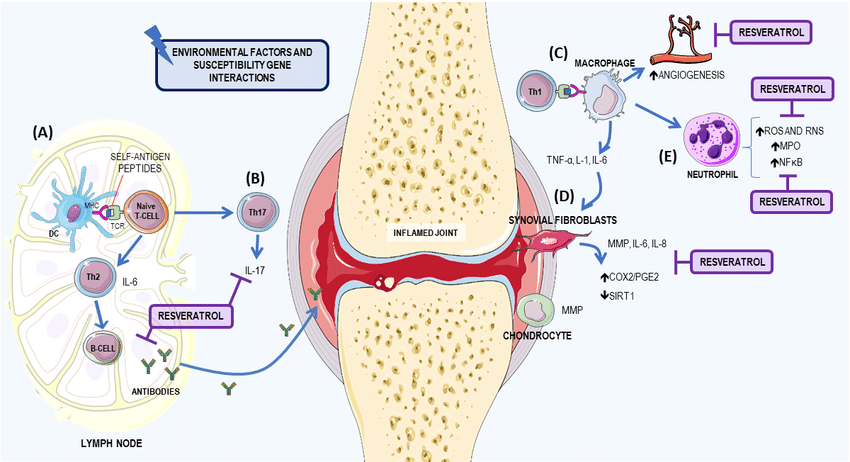 ENVIRONMENTAL FACTORS AND
SUSCEPTIBILITY GENE
INTERACTIONS
(A)
SELF-ANTIGEN
PEPTIDES
MHC
TCR
DC
Naïve
T-CELL
Th2
IL-6
B-CELL
ANTIBODIES
LYMPH NODE
(B)
Th17
IL-17
RESVERATROL
INFLAMED JOINT
(C)
MACROPHAGE
Th1
TNF-α, L-1, IL-6
ANGIOGENESIS
RESVERATROL
(D)
SYNOVIAL FIBROBLASTS
MMP, IL-6, IL-8
COX2/PGE2
SIRT1
RESVERATROL
MMP
CHONDROCYTE
(E)
NEUTROPHIL
RESVERATROL
ROS AND RNS
MPO
NFκB
RESVERATROL